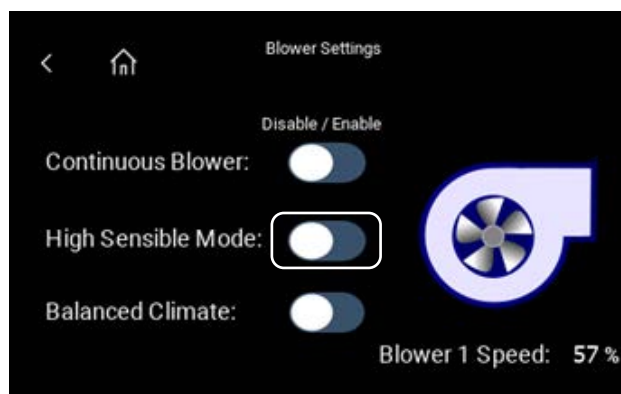 Blower Settings
Disable / Enable
Continuous Blower:
High Sensible Mode:
Balanced Climate:
Blower 1 Speed: 57 %